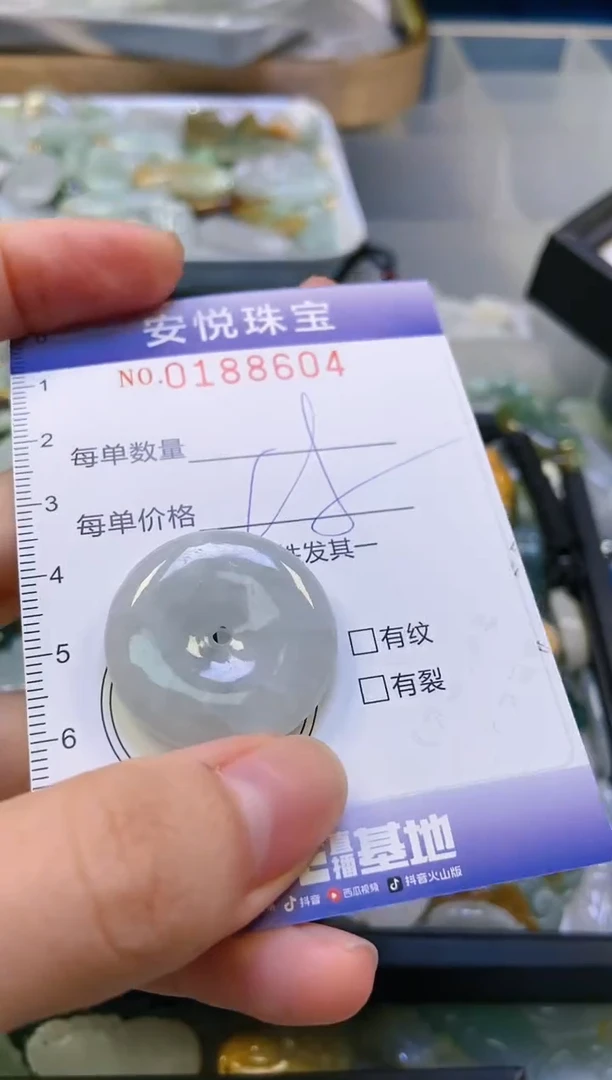 安悦珠宝
NO.0188604
1
2
每单数量
3
每单价格
性发其一
4
5
□有纹
□有裂
6
播基地
抖音 西瓜视频 抖音火山版